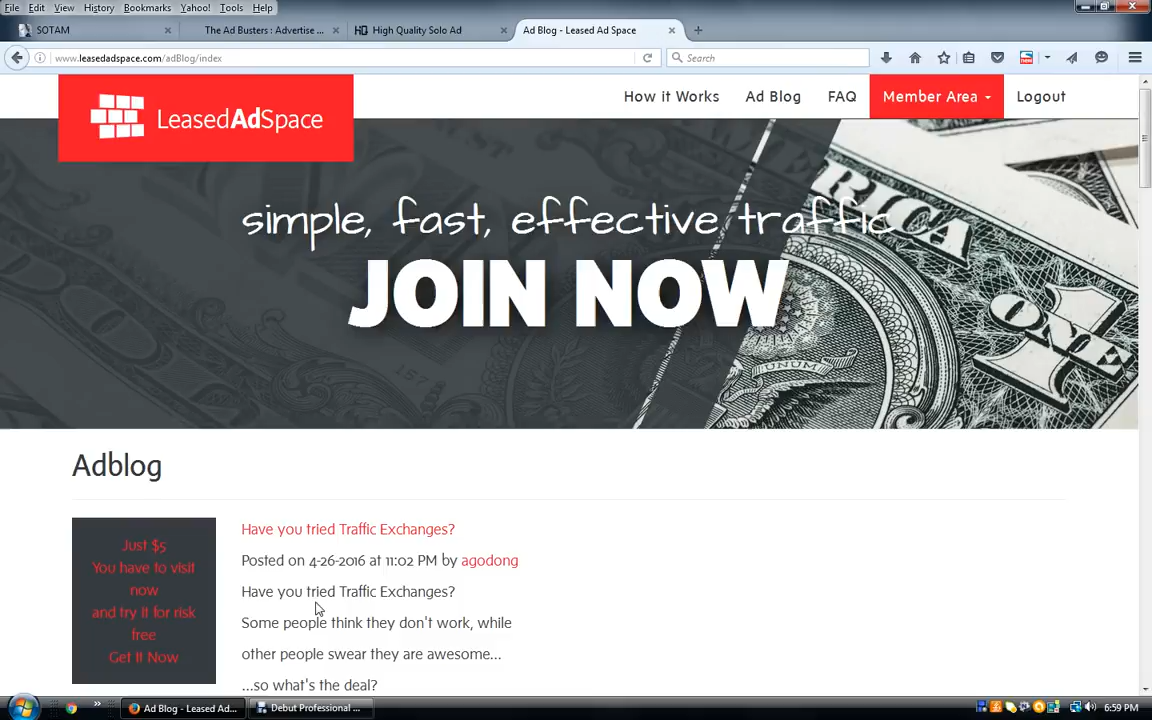 File Edit View History Bookmarks Yahoo! Tools Help
SOTAM × The Ad Busters : Advertise ... × HQ High Quality Solo Ad × Ad Blog - Leased Ad Space × +
www.leasedadspace.com/adBlog/index Search
LeasedAdSpace How it Works Ad Blog FAQ Member Area Logout
simple, fast, effective traffic
JOIN NOW
AMERICA
ONE
Adblog
Just $5
You have to visit
now
and try it for risk
free
Get It Now
Have you tried Traffic Exchanges?
Posted on 4-26-2016 at 11:02 PM by agodong
Have you tried Traffic Exchanges?
Some people think they don't work, while
other people swear they are awesome...
...so what's the deal?
Ad Blog - Leased Ad... Debut Professional ... 6:59 PM